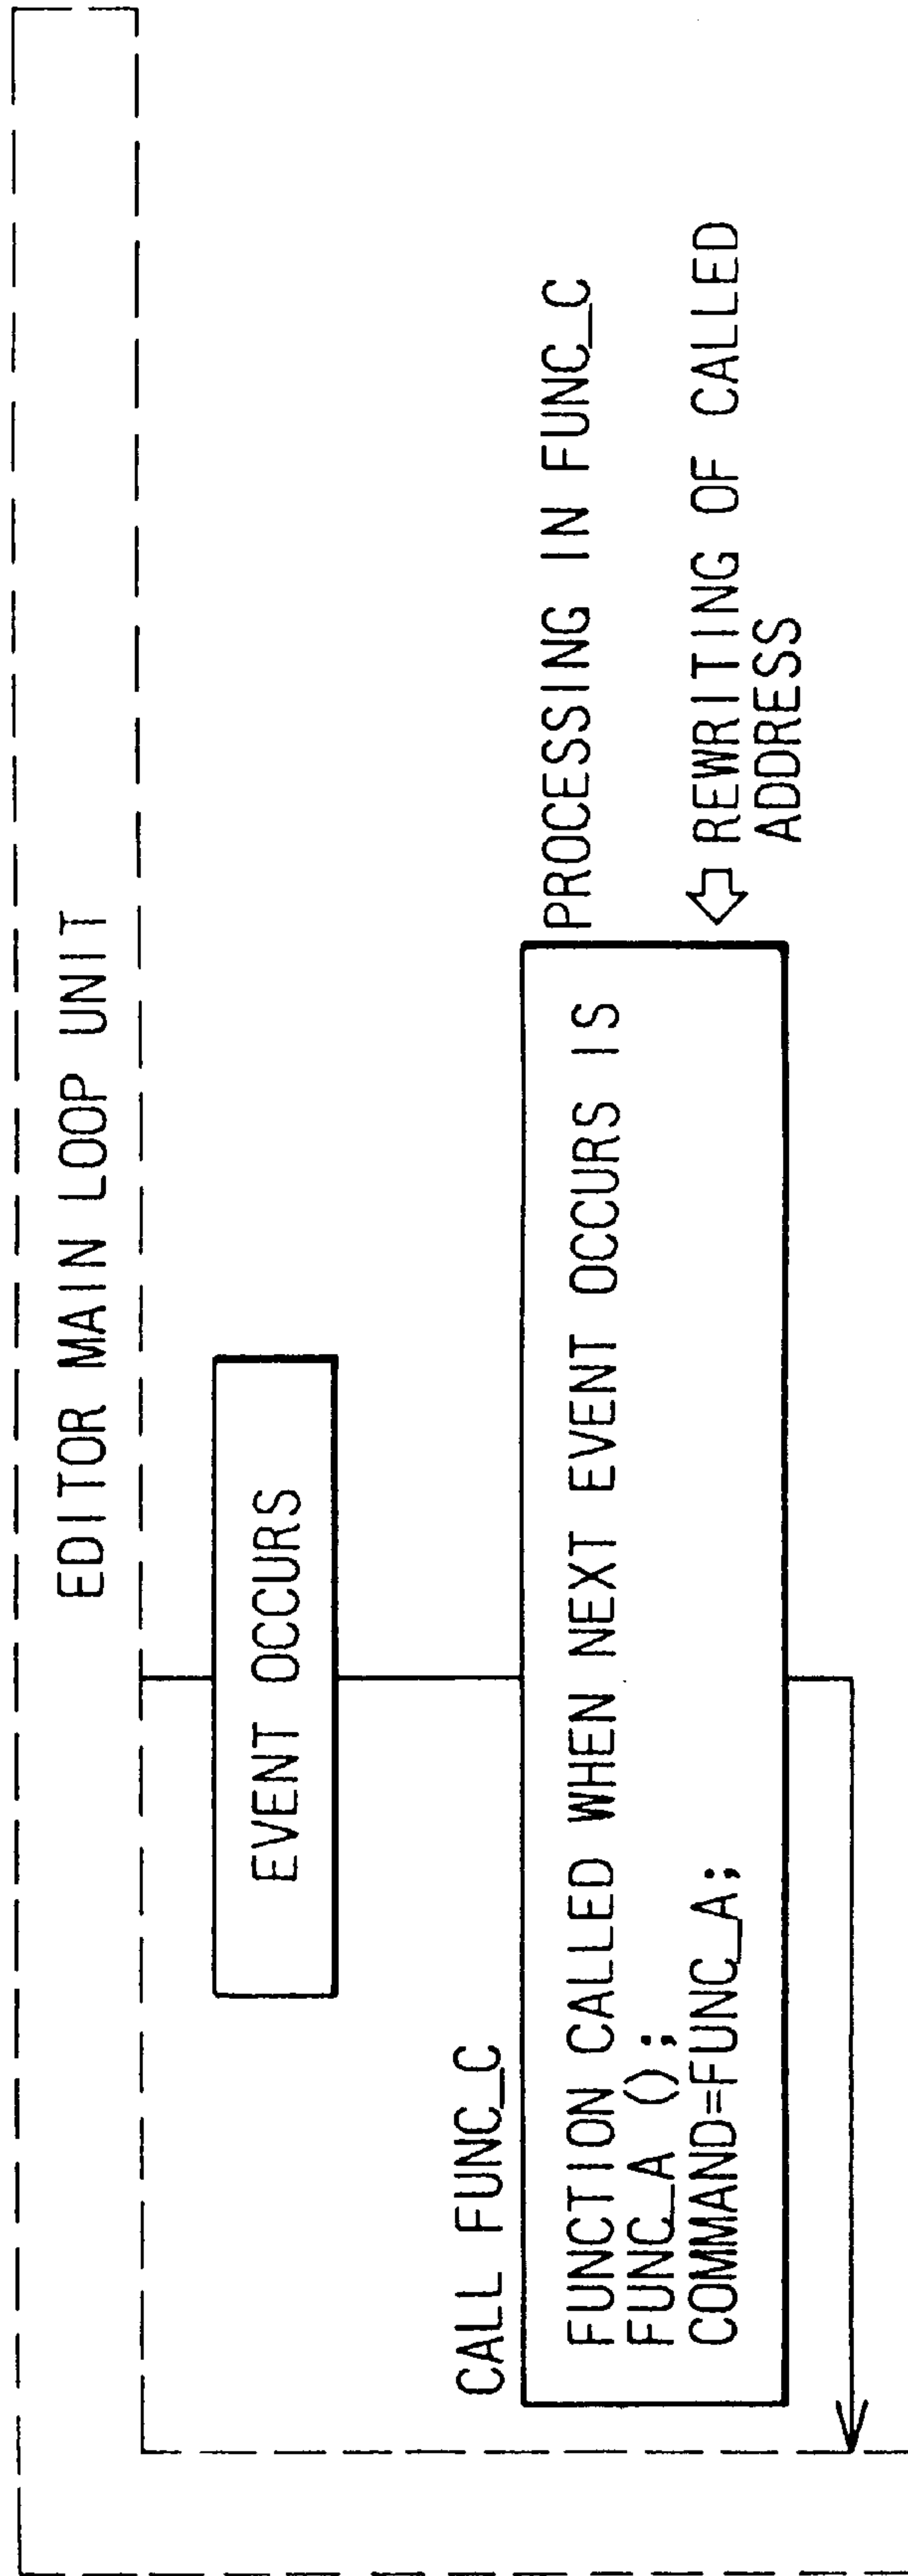 EDITOR MAIN LOOP UNIT
EVENT OCCURS
CALL FUNC_C
PROCESSING IN FUNC_C
FUNCTION CALLED WHEN NEXT EVENT OCCURS IS
FUNC_A ();
COMMAND=FUNC_A;
REWRITING OF CALLED
ADDRESS